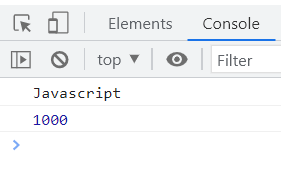 Elements Console
top Filter
Javascript
1000